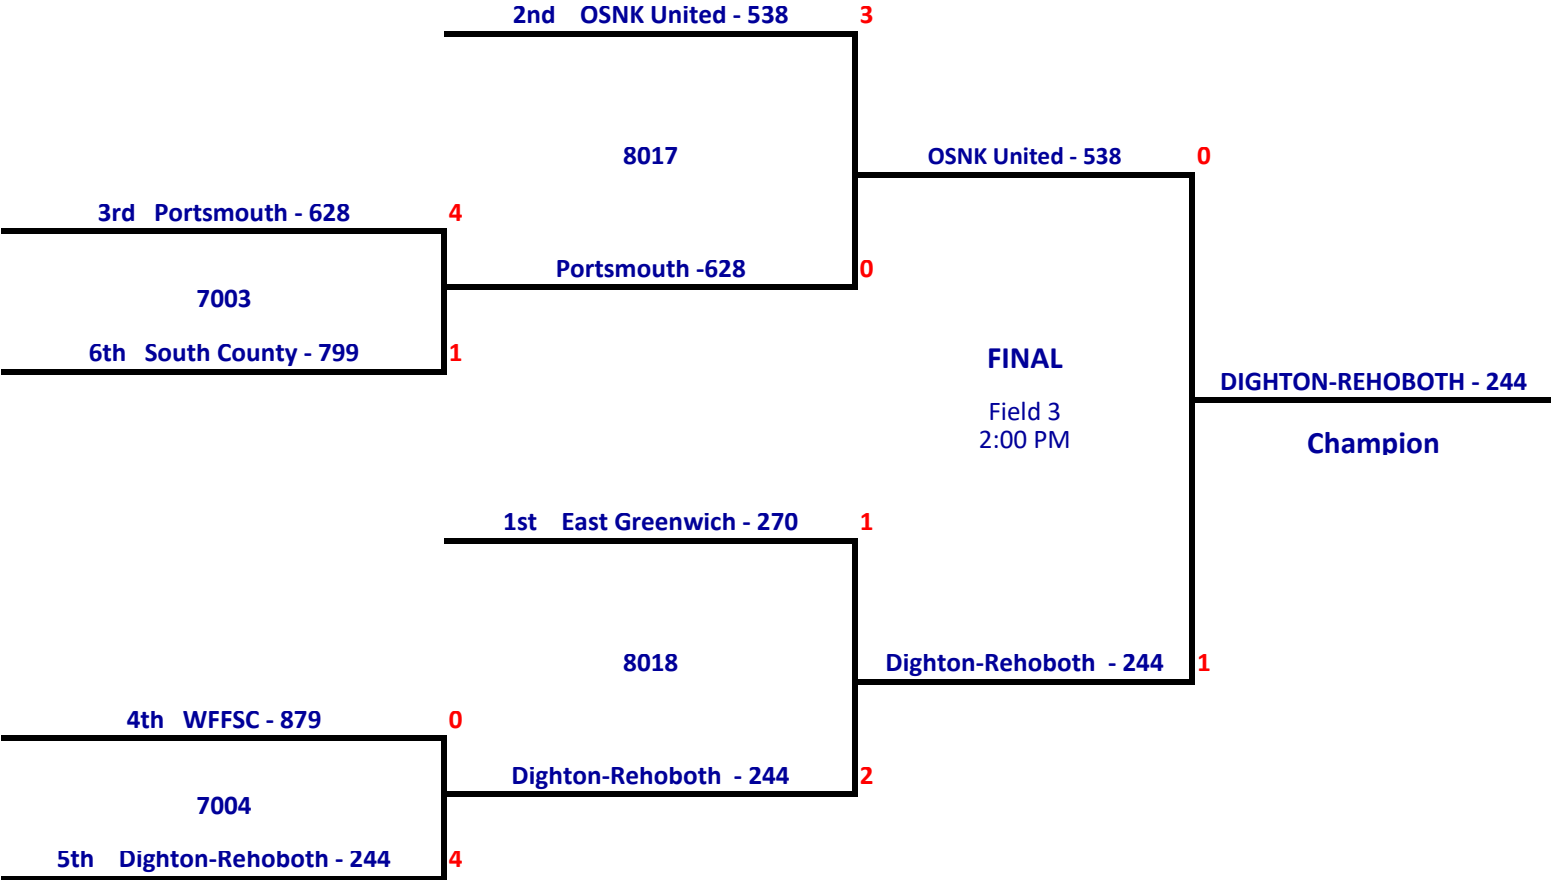 2nd OSNK United - 538 3
8017
OSNK United - 538 0
3rd Portsmouth - 628 4
Portsmouth -628 0
7003
6th South County - 799 1
FINAL
DIGHTON-REHOBOTH - 244
Field 3
2:00 PM
Champion
1st East Greenwich - 270 1
8018
Dighton-Rehoboth - 244 1
4th WFFSC - 879 0
Dighton-Rehoboth - 244 2
7004
5th Dighton-Rehoboth - 244 4